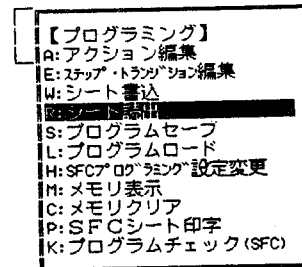 【プログラミング】
A:アクション編集
E:ステップ・トランジション編集
W:シート書込
シート
S:プログラムセーブ
L:プログラムロード
H:SFCプログラミング設定変更
M:メモリ表示
C:メモリクリア
P:SFCシート印字
K:プログラムチェック(SFC)